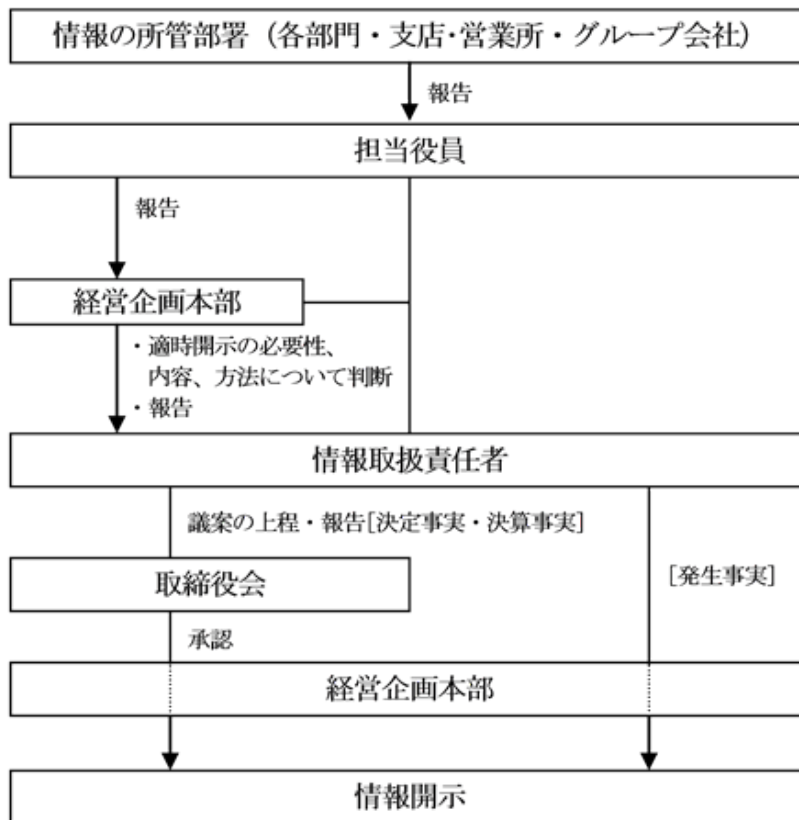 情報の所管部署（各部門・支店・営業所・グループ会社）
報告
担当役員
報告
経営企画本部
・適時開示の必要性、
内容、方法について判断
・報告
情報取扱責任者
議案の上程・報告[決定事実・決算事実]
取締役会
[発生事実]
承認
経営企画本部
情報開示